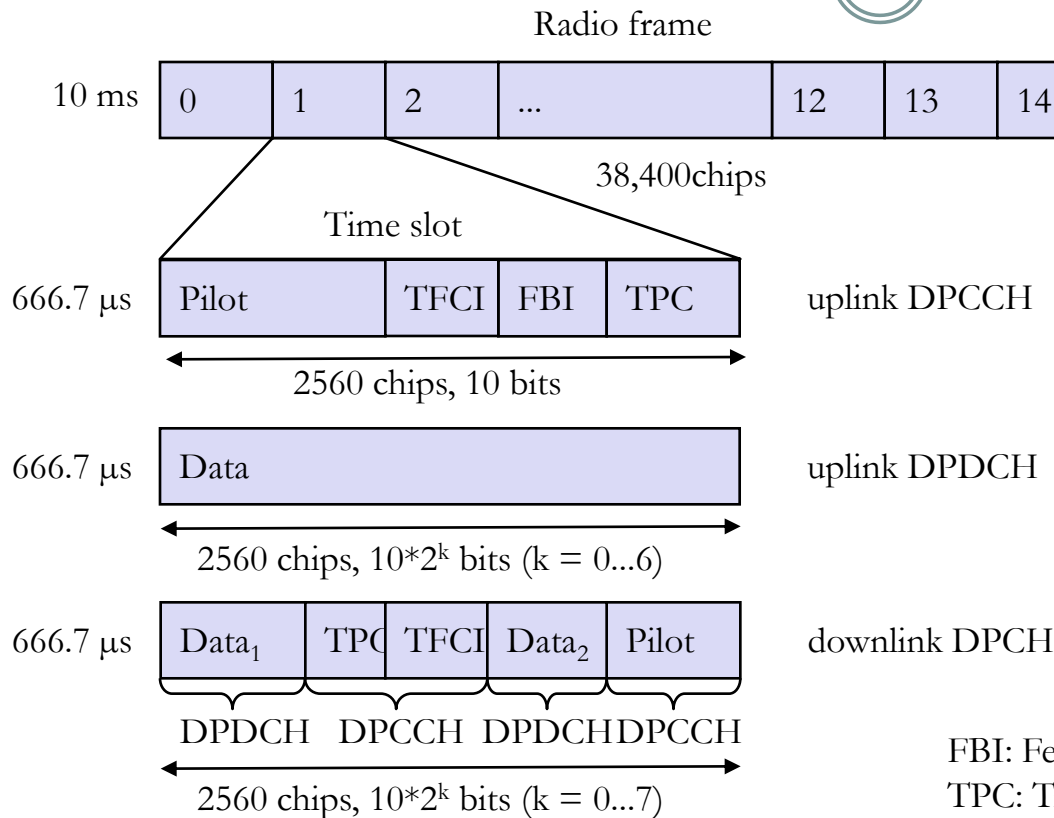 Radio frame
10 ms 0 1 2 ... 12 13 14
38,400chips
Time slot
666.7 μs Pilot TFCI FBI TPC uplink DPCCH
2560 chips, 10 bits
666.7 μs Data uplink DPDCH
2560 chips, 10*2ᵏ bits (k = 0...6)
666.7 μs Data₁ TPC TFCI Data₂ Pilot downlink DPCH
DPDCH DPCCH DPDCH DPCCH
2560 chips, 10*2ᵏ bits (k = 0...7)
FBI: Fe
TPC: T